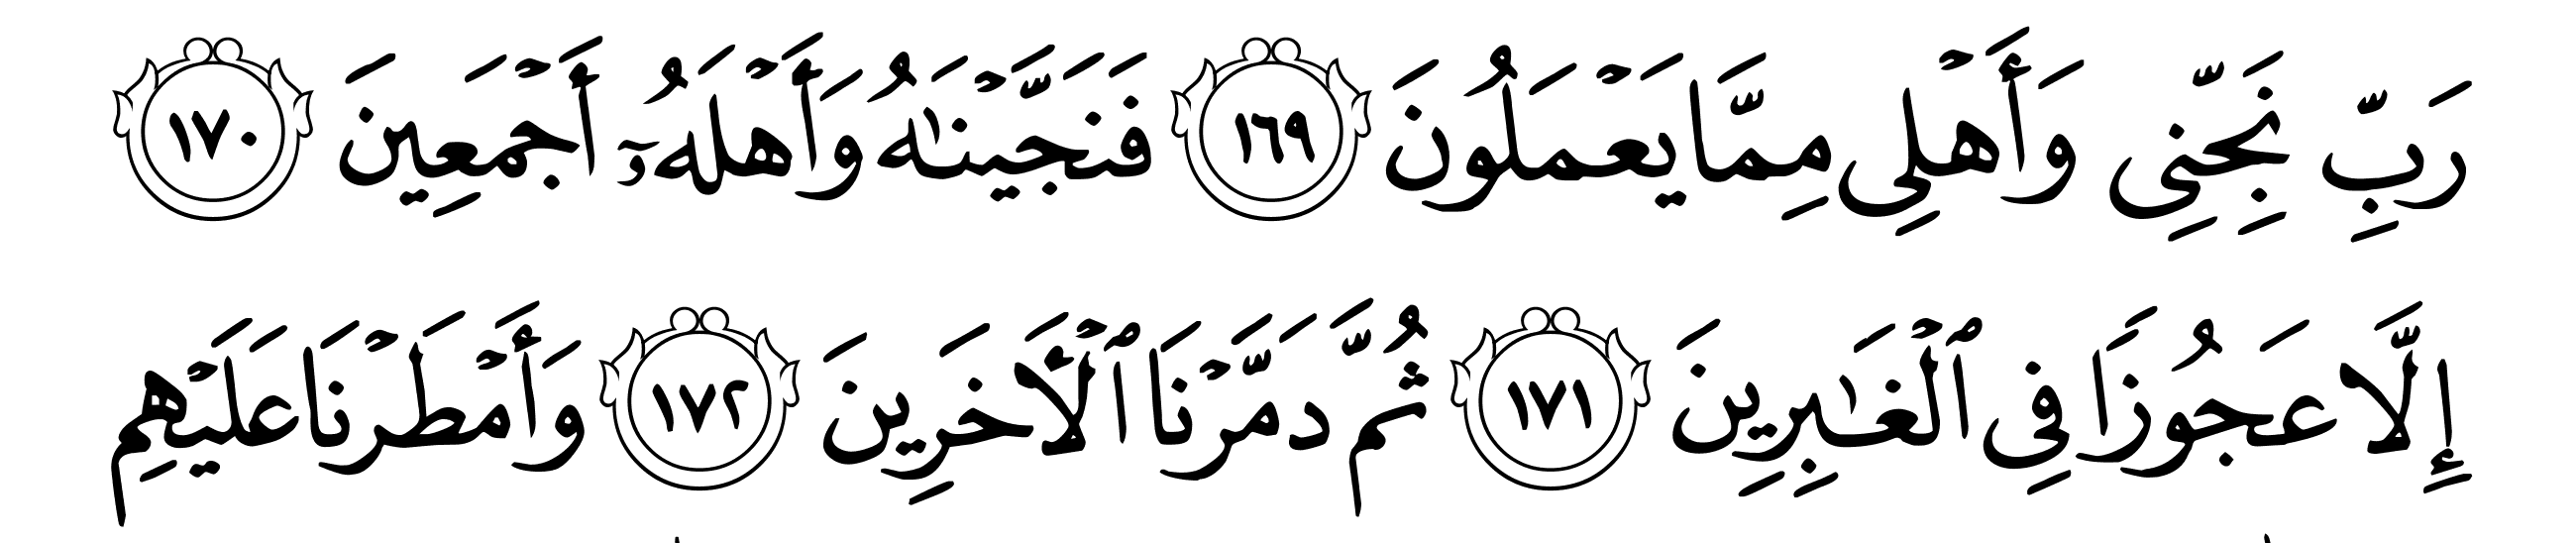 رَبِّ نَجِّنِى وَأَهْلِى مِمَّا يَعْمَلُونَ ١٦٩ فَنَجَّيْنَـٰهُ وَأَهْلَهُۥٓ أَجْمَعِينَ ١٧٠
إِلَّا عَجُوزًا فِى ٱلْغَـٰبِرِينَ ١٧١ ثُمَّ دَمَّرْنَا ٱلْأَخَرِينَ ١٧٢ وَأَمْطَرْنَا عَلَيْهِم